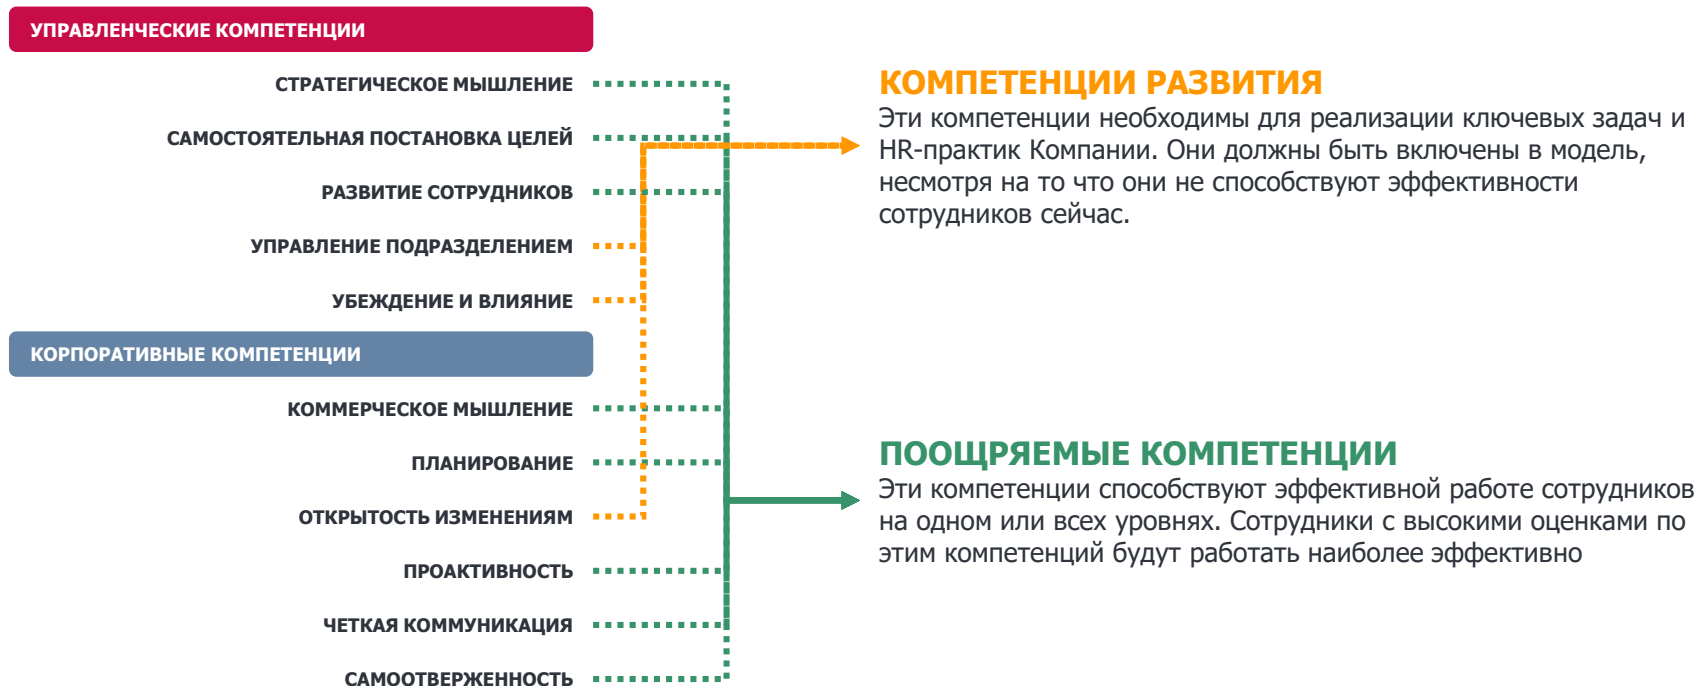 УПРАВЛЕНЧЕСКИЕ КОМПЕТЕНЦИИ
СТРАТЕГИЧЕСКОЕ МЫШЛЕНИЕ
САМОСТОЯТЕЛЬНАЯ ПОСТАНОВКА ЦЕЛЕЙ
РАЗВИТИЕ СОТРУДНИКОВ
УПРАВЛЕНИЕ ПОДРАЗДЕЛЕНИЕМ
УБЕЖДЕНИЕ И ВЛИЯНИЕ
КОРПОРАТИВНЫЕ КОМПЕТЕНЦИИ
КОММЕРЧЕСКОЕ МЫШЛЕНИЕ
ПЛАНИРОВАНИЕ
ОТКРЫТОСТЬ ИЗМЕНЕНИЯМ
ПРОАКТИВНОСТЬ
ЧЕТКАЯ КОММУНИКАЦИЯ
САМООТВЕРЖЕННОСТЬ
КОМПЕТЕНЦИИ РАЗВИТИЯ
Эти компетенции необходимы для реализации ключевых задач и
HR-практик Компании. Они должны быть включены в модель,
несмотря на то что они не способствуют эффективности
сотрудников сейчас.
ПООЩРЯЕМЫЕ КОМПЕТЕНЦИИ
Эти компетенции способствуют эффективной работе сотрудников
на одном или всех уровнях. Сотрудники с высокими оценками по
этим компетенций будут работать наиболее эффективно